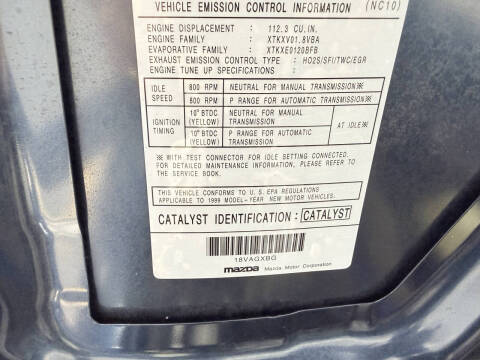 VEHICLE EMISSION CONTROL INFORMATION (NC10)
ENGINE DISPLACEMENT : 112.3 CU.IN.
ENGINE FAMILY : XTKXV01.8VBA
EVAPORATIVE FAMILY : XTKXE0120BFB
EXHAUST EMISSION CONTROL TYPE : HO2S/SFI/TWC/EGR
ENGINE TUNE UP SPECIFICATIONS :
IDLE SPEED 800 RPM NEUTRAL FOR MANUAL TRANSMISSION※
800 RPM P RANGE FOR AUTOMATIC TRANSMISSION※
IGNITION TIMING 10° BTDC (YELLOW) NEUTRAL FOR MANUAL TRANSMISSION AT IDLE※
10° BTDC (YELLOW) P RANGE FOR AUTOMATIC TRANSMISSION
※ WITH TEST CONNECTOR FOR IDLE SETTING CONNECTED.
FOR DETAILED MAINTENANCE INFORMATION, PLEASE REFER TO
THE SERVICE BOOK.
THIS VEHICLE CONFORMS TO U.S. EPA REGULATIONS
APPLICABLE TO 1999 MODEL-YEAR NEW MOTOR VEHICLES.
CATALYST IDENTIFICATION: CATALYST
18VAGXBG
mazda Mazda Motor Corporation